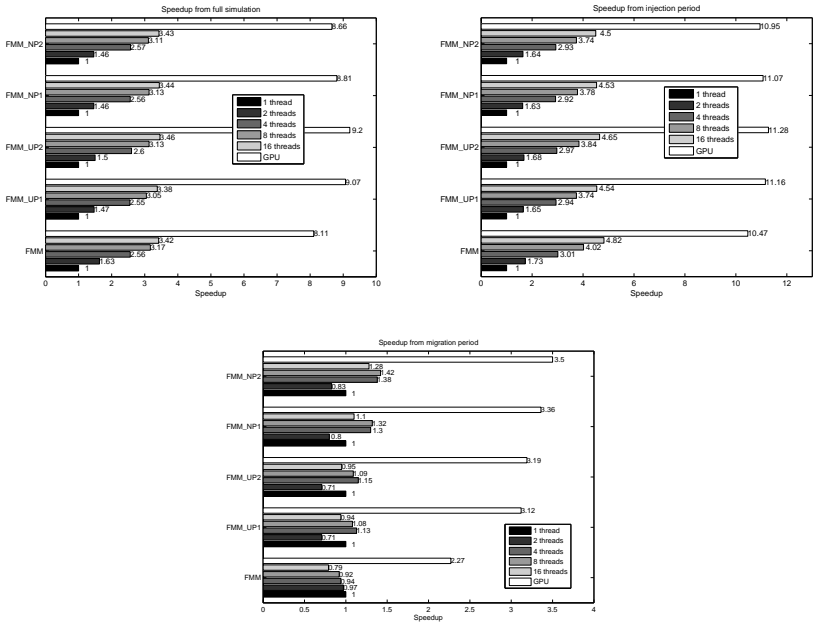 Speedup from full simulation
FMM_NP2
8.66
3.43
3.11
2.57
1.46
1
FMM_NP1
8.81
3.44
3.13
2.56
1.46
1
FMM_UP2
9.2
3.46
3.13
2.6
1.5
1
FMM_UP1
9.07
3.38
3.05
2.55
1.47
1
FMM
8.11
3.42
3.17
2.56
1.63
1
1 thread
2 threads
4 threads
8 threads
16 threads
GPU
0 1 2 3 4 5 6 7 8 9 10
Speedup
Speedup from injection period
FMM_NP2
10.95
4.5
3.74
2.93
1.64
1
FMM_NP1
11.07
4.53
3.78
2.92
1.63
1
FMM_UP2
11.28
4.65
3.84
2.97
1.68
1
FMM_UP1
11.16
4.54
3.74
2.94
1.65
1
FMM
10.47
4.82
4.02
3.01
1.73
1
1 thread
2 threads
4 threads
8 threads
16 threads
GPU
0 2 4 6 8 10 12
Speedup
Speedup from migration period
FMM_NP2
3.5
1.28
1.42
1.38
0.83
1
FMM_NP1
3.36
1.1
1.32
1.3
0.8
1
FMM_UP2
3.19
0.95
1.09
1.15
0.71
1
FMM_UP1
3.12
0.94
1.08
1.13
0.71
1
FMM
2.27
0.79
0.92
0.94
0.97
1
1 thread
2 threads
4 threads
8 threads
16 threads
GPU
0 0.5 1 1.5 2 2.5 3 3.5 4
Speedup